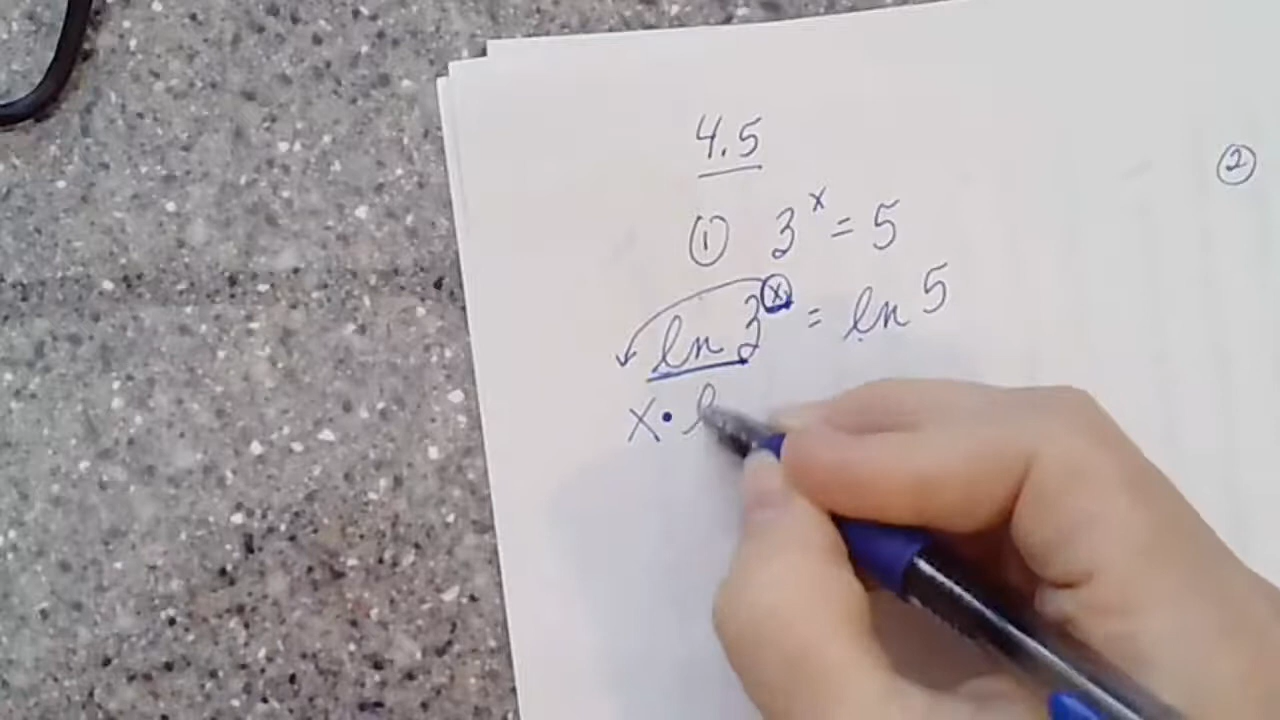 4.5
① 3^x = 5
ln 3^x = ln 5
x · l
②